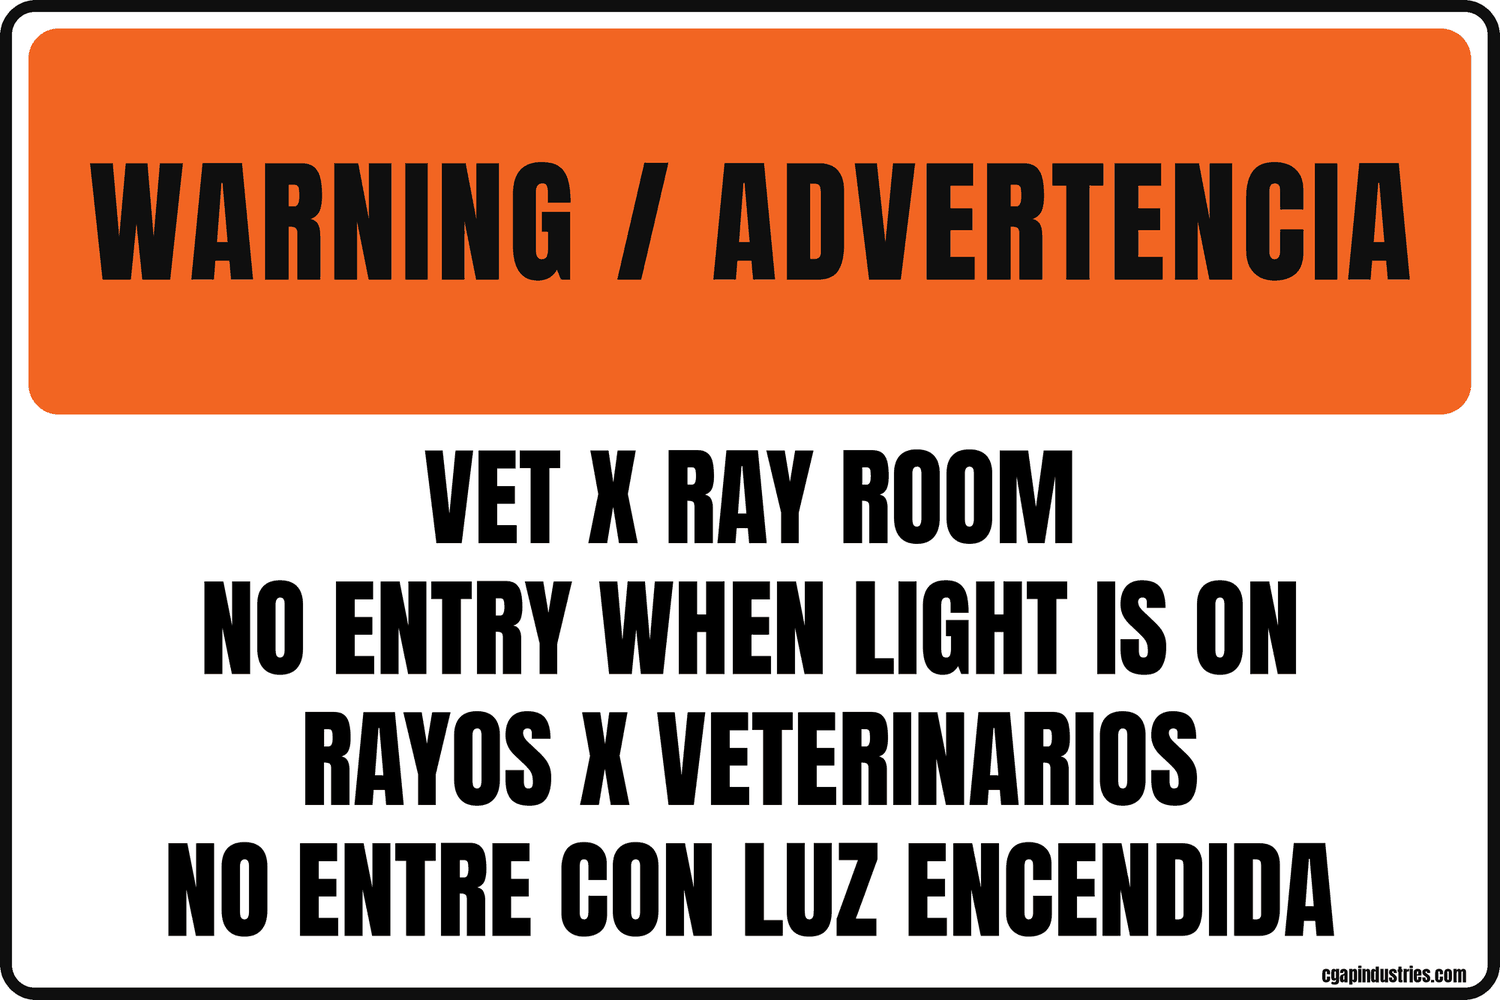 WARNING / ADVERTENCIA
VET X RAY ROOM
NO ENTRY WHEN LIGHT IS ON
RAYOS X VETERINARIOS
NO ENTRE CON LUZ ENCENDIDA
cgapindustries.com